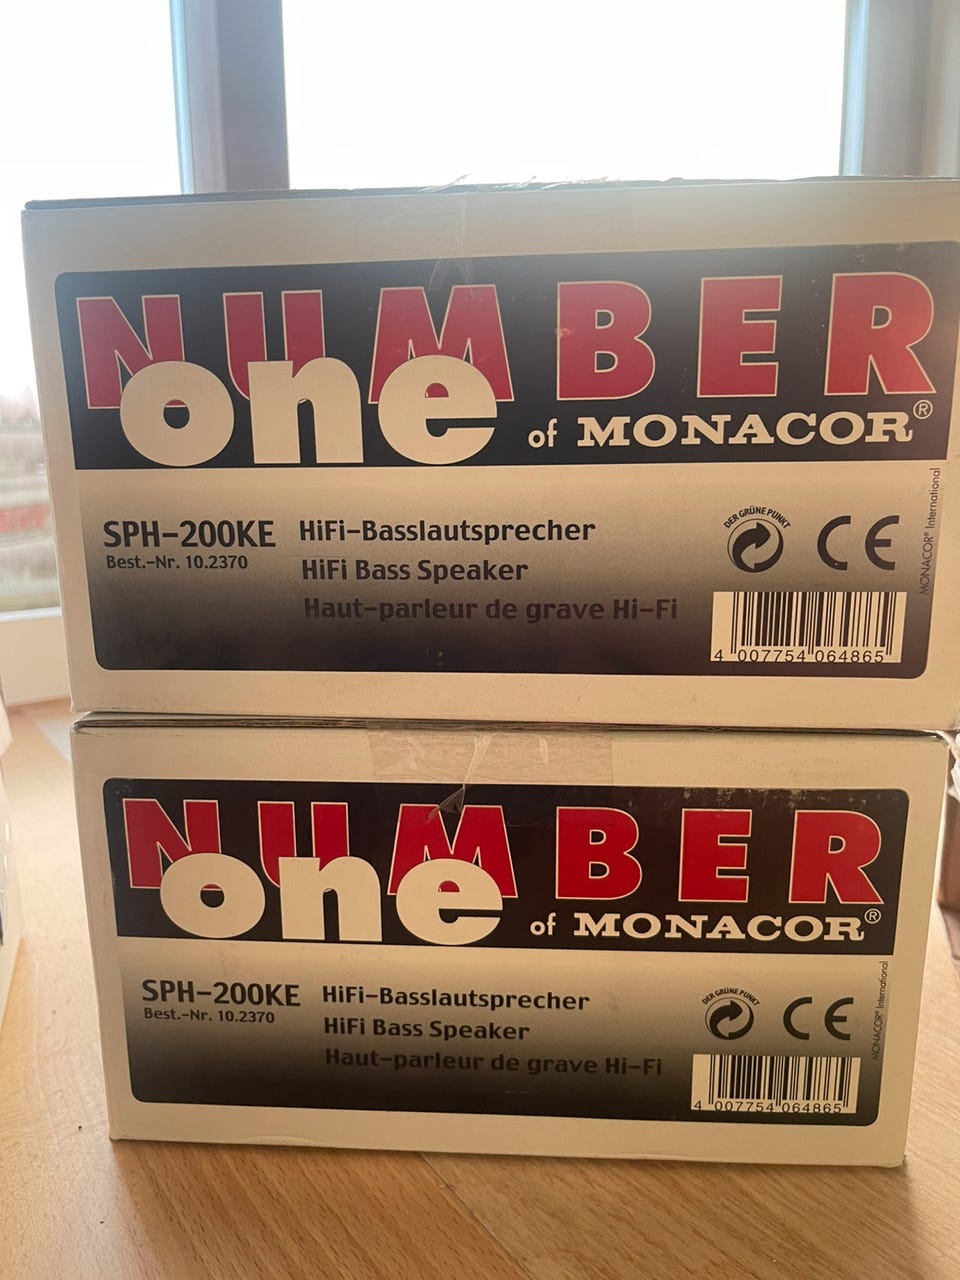 NUMBER
one of MONACOR®
SPH-200KE HiFi-Basslautsprecher
Best.-Nr. 10.2370
HiFi Bass Speaker
Haut-parleur de grave Hi-Fi
DER GRÜNE PUNKT
CE
MONACOR® International
4 007754 064865
NUMBER
one of MONACOR®
SPH-200KE HiFi-Basslautsprecher
Best.-Nr. 10.2370
HiFi Bass Speaker
Haut-parleur de grave Hi-Fi
DER GRÜNE PUNKT
CE
MONACOR® International
4 007754 064865